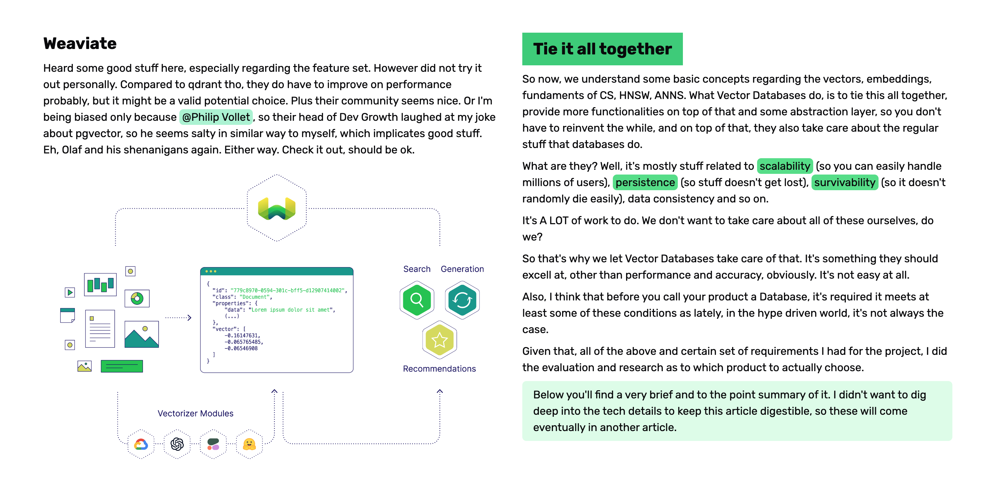 Weaviate
Heard some good stuff here, especially regarding the feature set. However did not try it
out personally. Compared to qdrant tho, they do have to improve on performance
probably, but it might be a valid potential choice. Plus their community seems nice. Or I'm
being biased only because @Philip Vollet, so their head of Dev Growth laughed at my joke
about pgvector, so he seems salty in similar way to myself, which implicates good stuff.
Eh, Olaf and his shenanigans again. Either way. Check it out, should be ok.
{
"id": "779c8970-0594-301c-bff5-d12907414002",
"class": "Document",
"properties": {
"data": "Lorem ipsum dolor sit amet",
(...)
},
"vector": [
-0.16147631,
-0.065765485,
-0.06546908
]
}
Search
Generation
Recommendations
Vectorizer Modules
Tie it all together
So now, we understand some basic concepts regarding the vectors, embeddings,
fundaments of CS, HNSW, ANNS. What Vector Databases do, is to tie this all together,
provide more functionalities on top of that and some abstraction layer, so you don't
have to reinvent the while, and on top of that, they also take care about the regular
stuff that databases do.
What are they? Well, it's mostly stuff related to scalability (so you can easily handle
millions of users), persistence (so stuff doesn't get lost), survivability (so it doesn't
randomly die easily), data consistency and so on.
It's A LOT of work to do. We don't want to take care about all of these ourselves, do
we?
So that's why we let Vector Databases take care of that. It's something they should
excell at, other than performance and accuracy, obviously. It's not easy at all.
Also, I think that before you call your product a Database, it's required it meets at
least some of these conditions as lately, in the hype driven world, it's not always the
case.
Given that, all of the above and certain set of requirements I had for the project, I did
the evaluation and research as to which product to actually choose.
Below you'll find a very brief and to the point summary of it. I didn't want to dig
deep into the tech details to keep this article digestible, so these will come
eventually in another article.